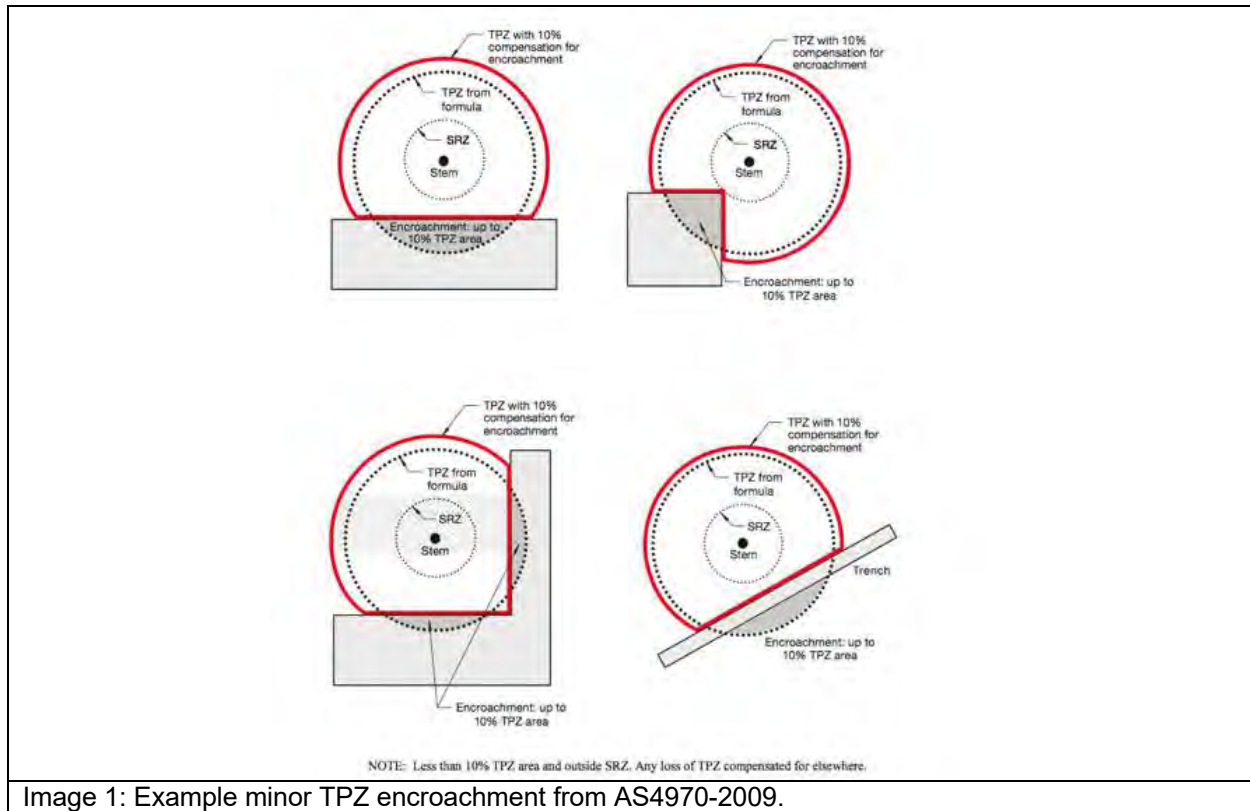 TPZ with 10%
compensation for
encroachment
TPZ from
formula
SRZ
Stem
Encroachment: up to
10% TPZ area
TPZ with 10%
compensation for
encroachment
TPZ from
formula
SRZ
Stem
Encroachment: up to
10% TPZ area
TPZ with 10%
compensation for
encroachment
TPZ from
formula
SRZ
Stem
Encroachment: up to
10% TPZ area
TPZ with 10%
compensation for
encroachment
TPZ from
formula
SRZ
Stem
Trench
Encroachment: up to
10% TPZ area
NOTE: Less than 10% TPZ area and outside SRZ. Any loss of TPZ compensated for elsewhere.
Image 1: Example minor TPZ encroachment from AS4970-2009.